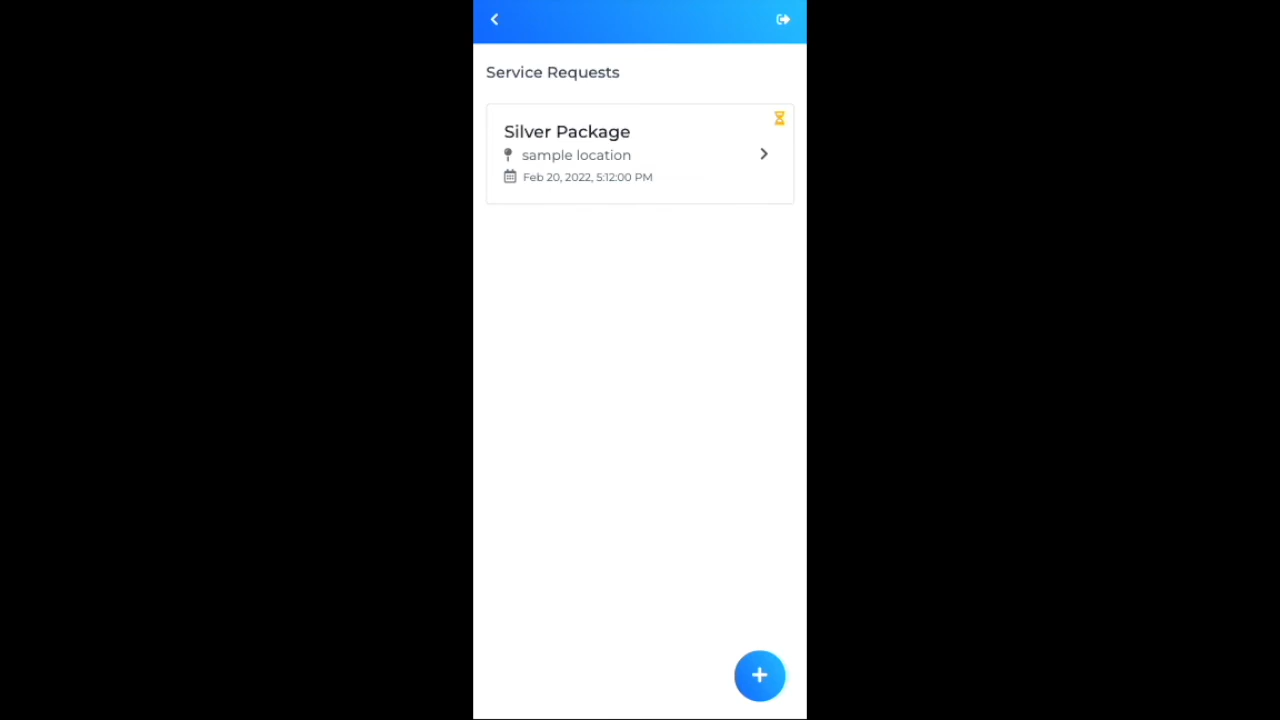 Service Requests
Silver Package
sample location
Feb 20, 2022, 5:12:00 PM